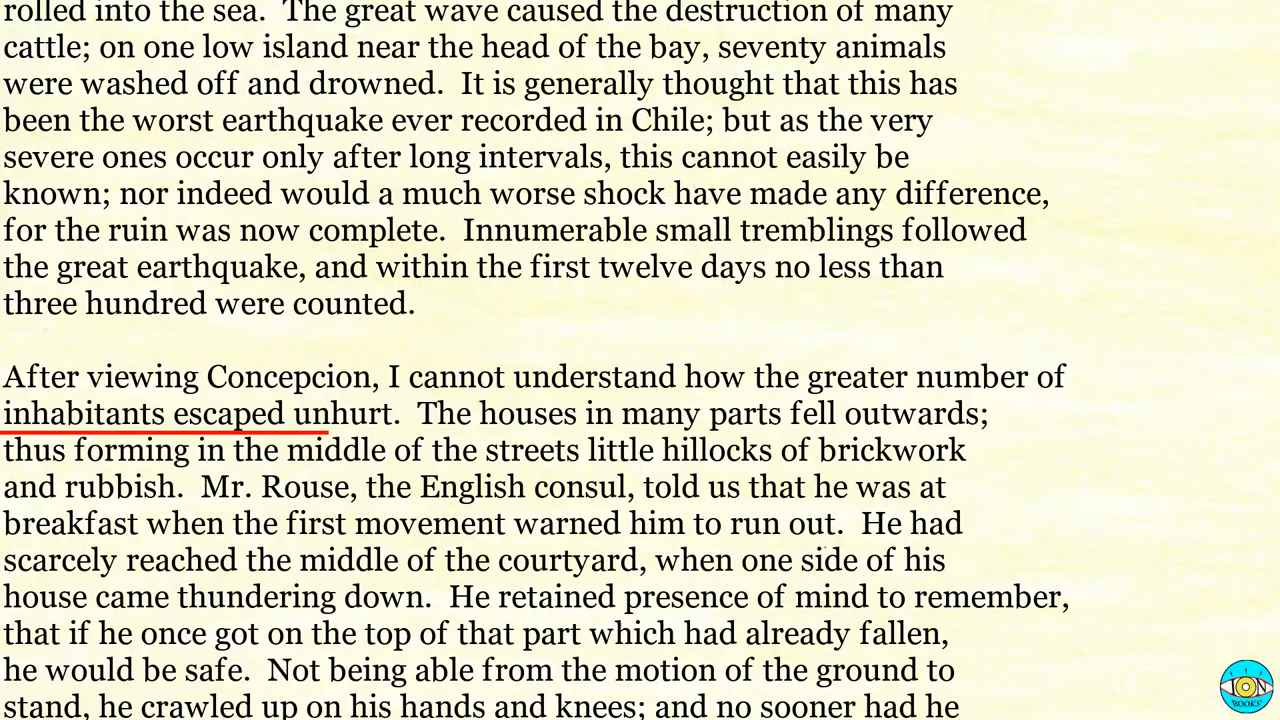 rolled into the sea.  The great wave caused the destruction of many
cattle; on one low island near the head of the bay, seventy animals
were washed off and drowned.  It is generally thought that this has
been the worst earthquake ever recorded in Chile; but as the very
severe ones occur only after long intervals, this cannot easily be
known; nor indeed would a much worse shock have made any difference,
for the ruin was now complete.  Innumerable small tremblings followed
the great earthquake, and within the first twelve days no less than
three hundred were counted.
After viewing Concepcion, I cannot understand how the greater number of
inhabitants escaped unhurt.  The houses in many parts fell outwards;
thus forming in the middle of the streets little hillocks of brickwork
and rubbish.  Mr. Rouse, the English consul, told us that he was at
breakfast when the first movement warned him to run out.  He had
scarcely reached the middle of the courtyard, when one side of his
house came thundering down.  He retained presence of mind to remember,
that if he once got on the top of that part which had already fallen,
he would be safe.  Not being able from the motion of the ground to
stand, he crawled up on his hands and knees; and no sooner had he
ION
BOOKS